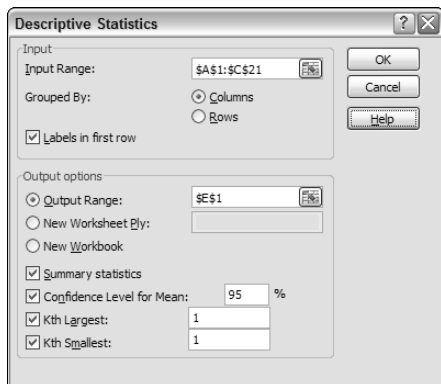 Descriptive Statistics
Input
Input Range: $A$1:$C$21
Grouped By: Columns
Rows
Labels in first row
OK
Cancel
Help
Output options
Output Range: $E$1
New Worksheet Ply:
New Workbook
Summary statistics
Confidence Level for Mean: 95 %
Kth Largest: 1
Kth Smallest: 1